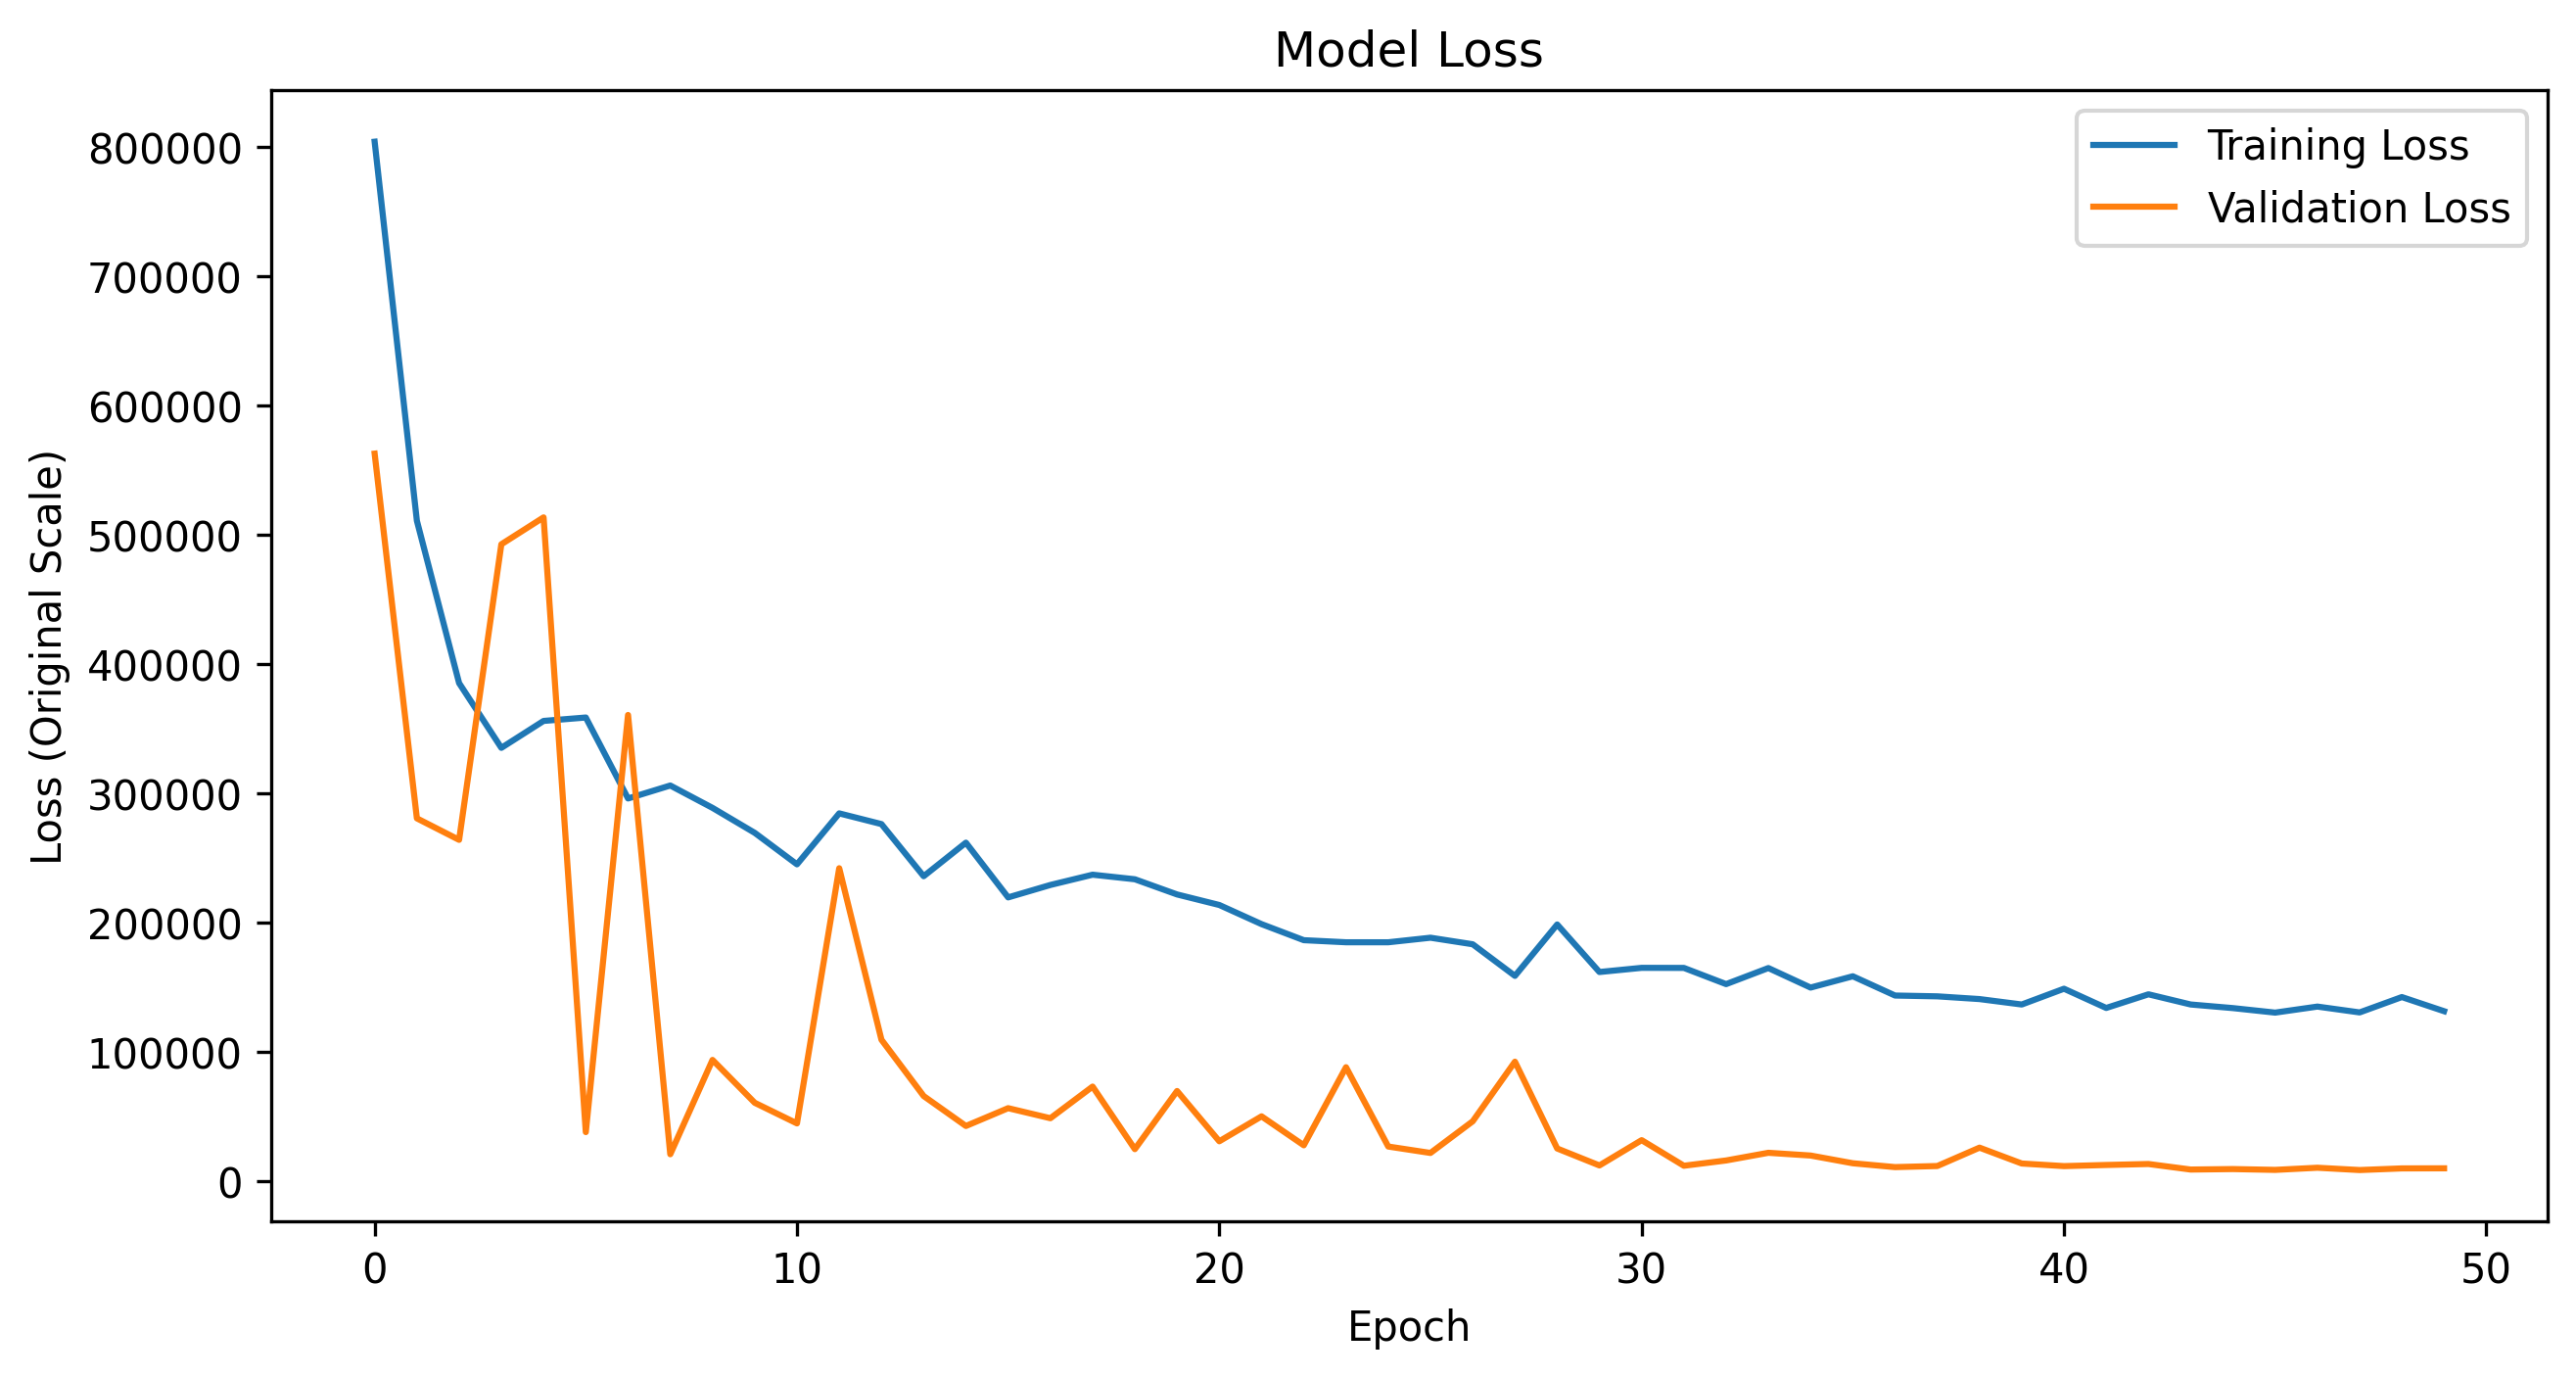 Model Loss
Training Loss
Validation Loss
Loss (Original Scale)
800000
700000
600000
500000
400000
300000
200000
100000
0
0 10 20 30 40 50
Epoch